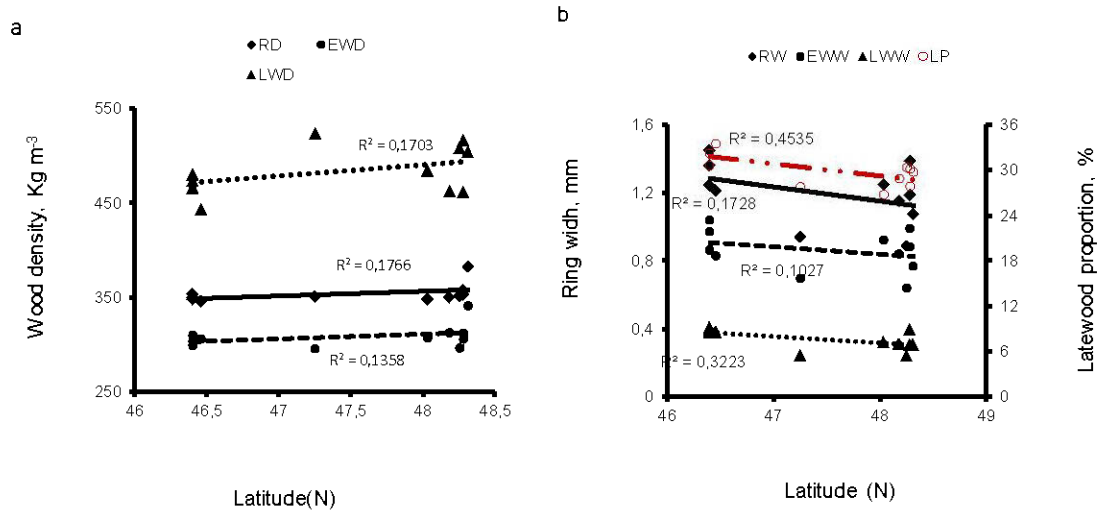 a
RD EWD
LWD
Wood density, Kg m-3
550
450
350
250
R² = 0,1703
R² = 0,1766
R² = 0,1358
46 46,5 47 47,5 48 48,5
Latitude(N)
b
RW EWW LWW LP
Ring widh, mm
1,6
1,2
0,8
0,4
0
R² = 0,4535
R² = 0,1728
R² = 0,1027
R² = 0,3223
36
30
24
18
12
6
0
Latewood proportion, %
46 47 48 49
Latitude (N)